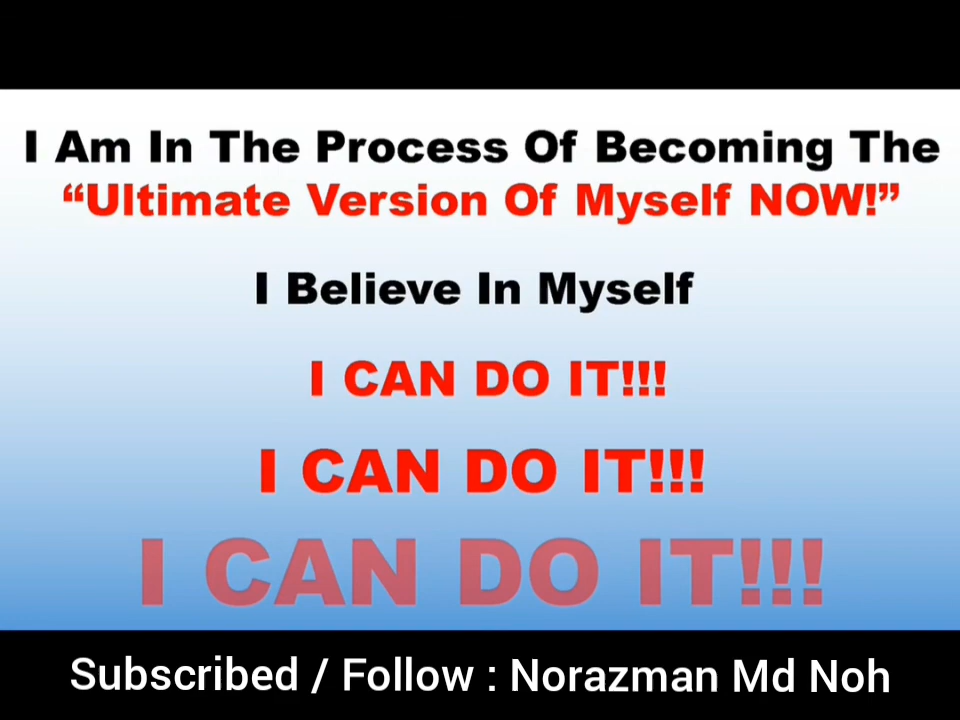 I Am In The Process Of Becoming The
“Ultimate Version Of Myself NOW!”
I Believe In Myself
I CAN DO IT!!!
I CAN DO IT!!!
I CAN DO IT!!!
Subscribed / Follow : Norazman Md Noh